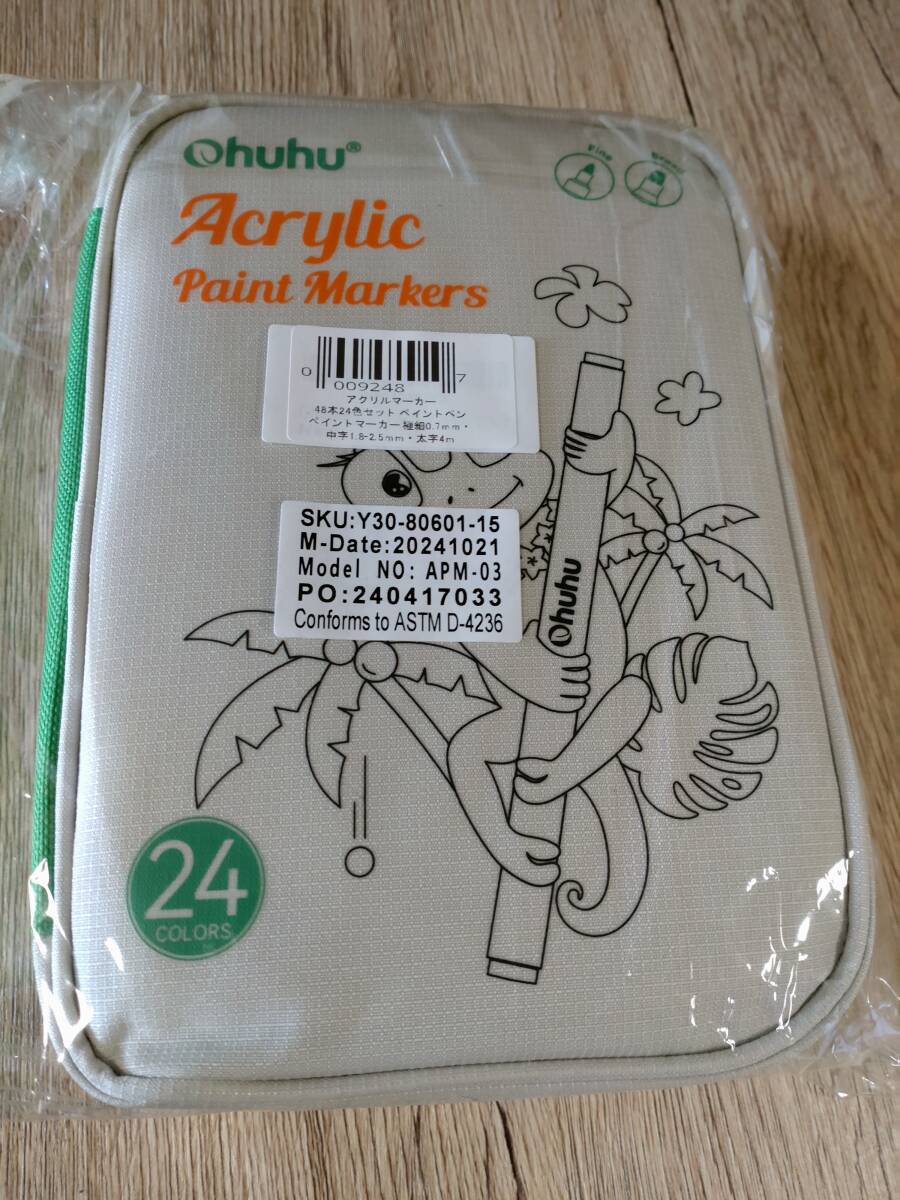 Ohuhu®
Fine
Acrylic
Paint Markers
0 009248 7
アクリルマーカー
48本24色セット ペイントペン
ペイントマーカー 極細0.7mm・
中字1.8-2.5mm・太字4m
SKU:Y30-80601-15
M-Date:20241021
Model NO: APM-03
PO:240417033
Conforms to ASTM D-4236
Ohuhu
24
COLORS